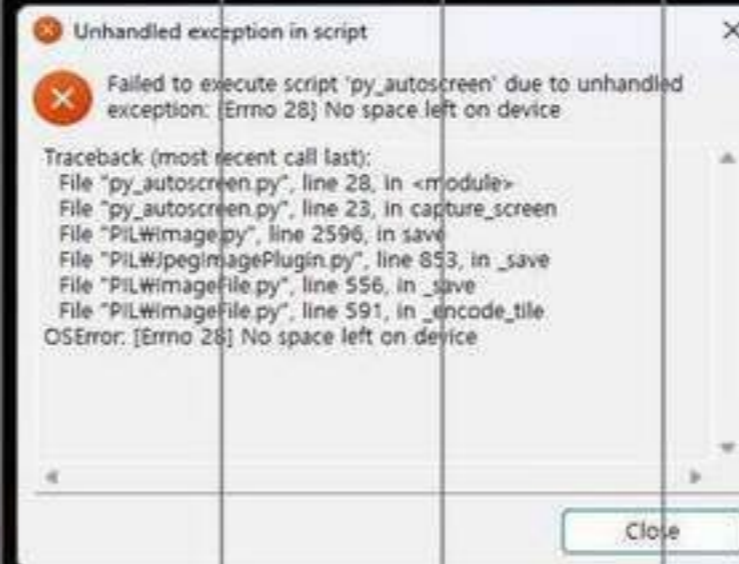 Unhandled exception in script
Failed to execute script 'py_autoscreen' due to unhandled
exception: [Errno 28] No space left on device
Traceback (most recent call last):
File "py_autoscreen.py", line 28, in <module>
File "py_autoscreen.py", line 23, in capture_screen
File "PIL₩Image.py", line 2596, in save
File "PIL₩JpegImagePlugin.py", line 853, in _save
File "PIL₩ImageFile.py", line 556, in _save
File "PIL₩ImageFile.py", line 591, in _encode_tile
OSError: [Errno 28] No space left on device
Close